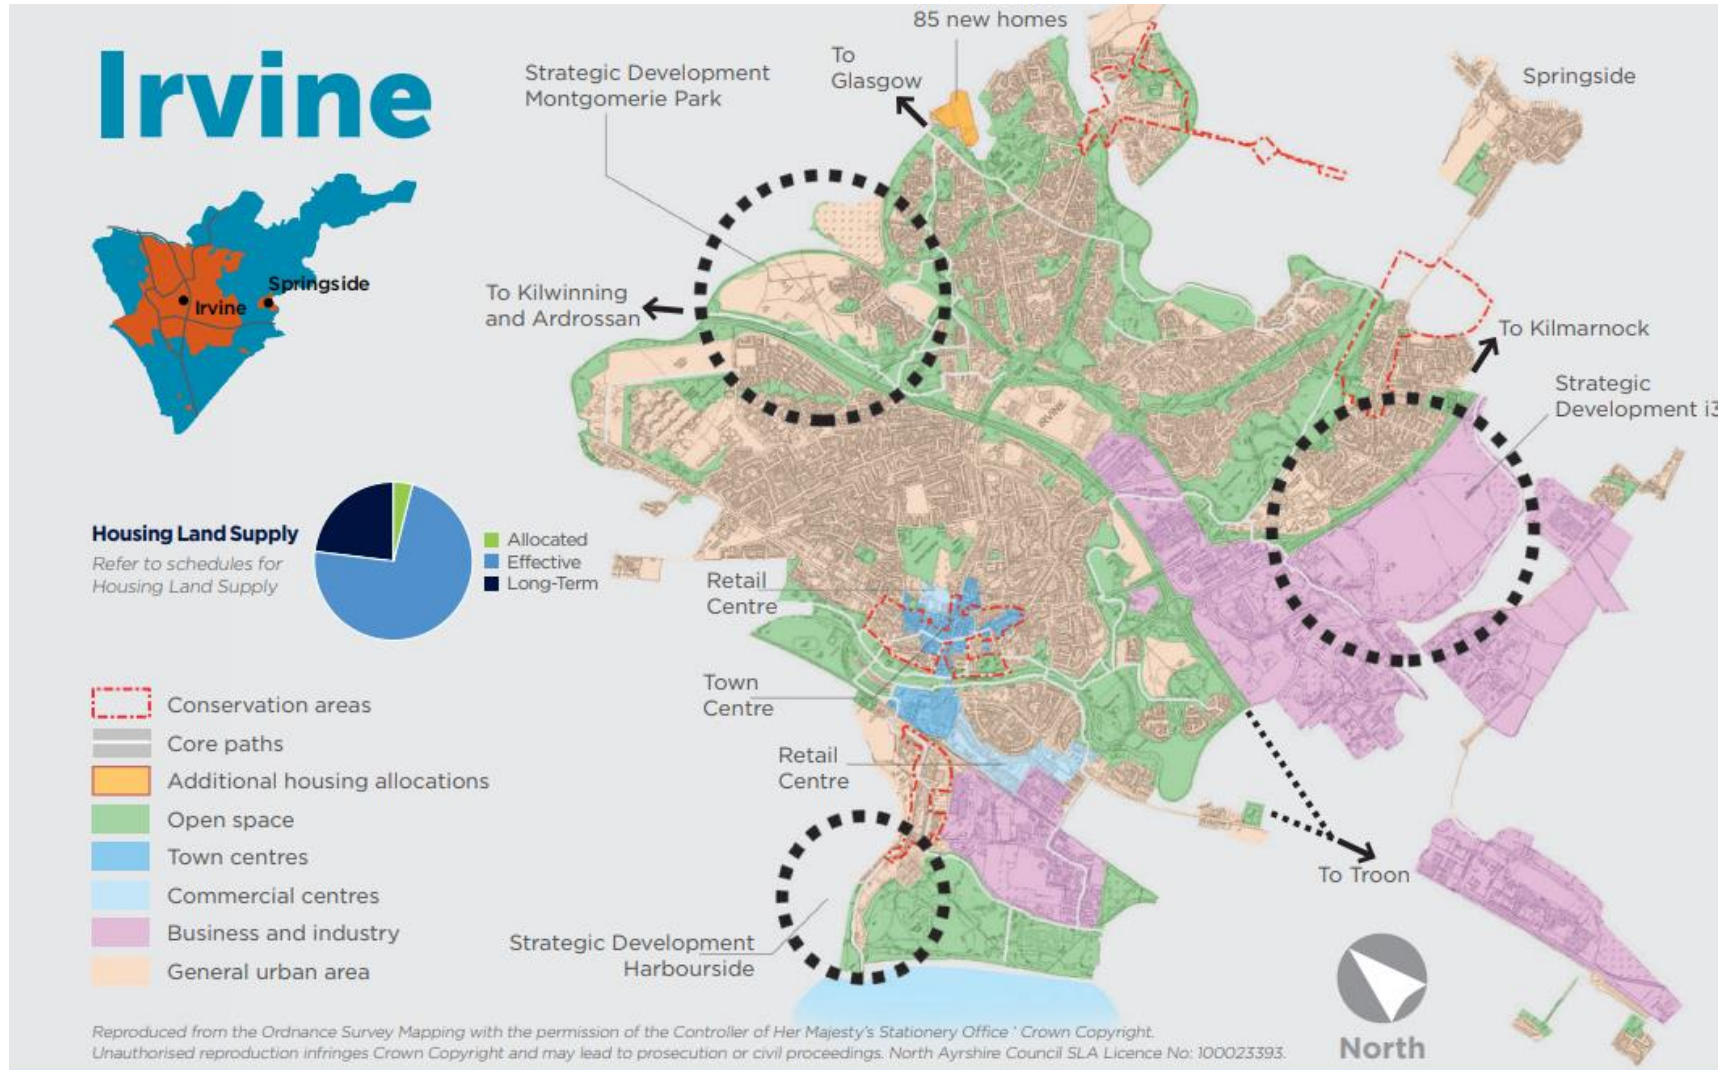 Irvine
85 new homes
To
Glasgow
Strategic Development
Montgomerie Park
Springside
Springside
Irvine
To Kilwinning
and Ardrossan
To Kilmarnock
Strategic
Development i3
IRVINE
Housing Land Supply
Refer to schedules for
Housing Land Supply
Allocated
Effective
Long-Term
Retail
Centre
Town
Centre
Retail
Centre
Conservation areas
Core paths
Additional housing allocations
Open space
Town centres
Commercial centres
Business and industry
General urban area
To Troon
Strategic Development
Harbourside
North
Reproduced from the Ordnance Survey Mapping with the permission of the Controller of Her Majesty's Stationery Office ' Crown Copyright.
Unauthorised reproduction infringes Crown Copyright and may lead to prosecution or civil proceedings. North Ayrshire Council SLA Licence No: 100023393.